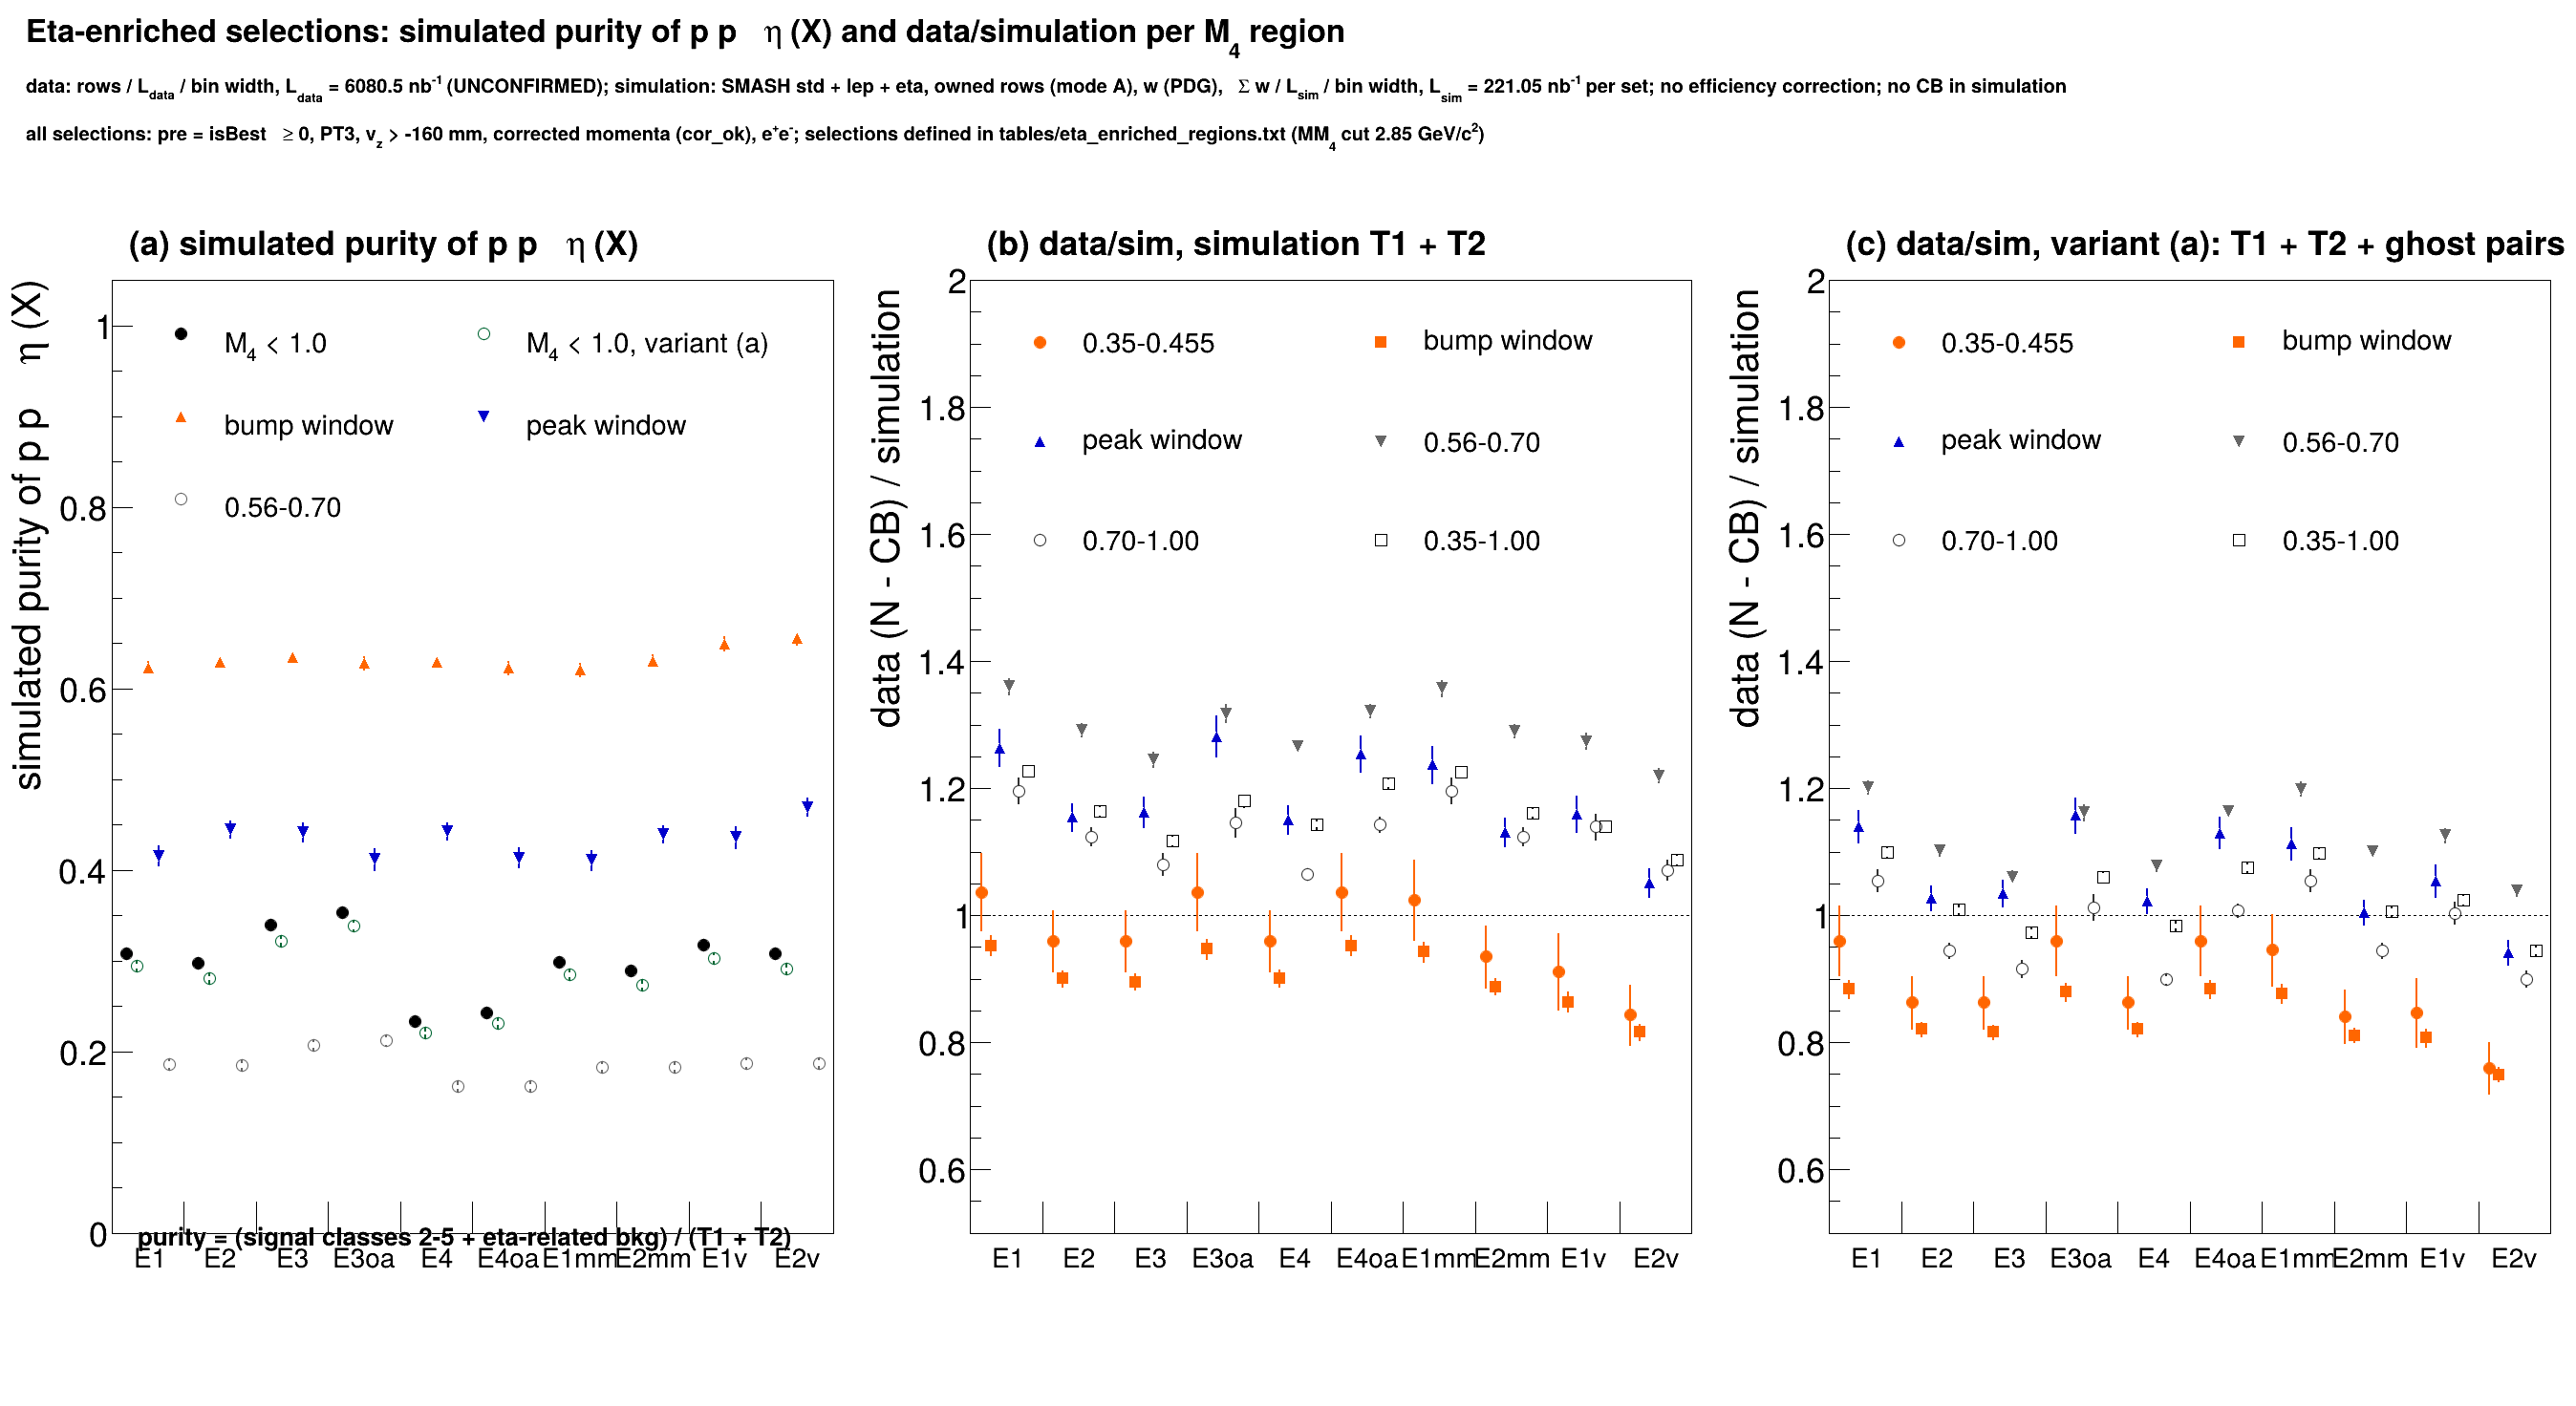 Eta-enriched selections: simulated purity of p p η (X) and data/simulation per M4 region
data: rows / Ldata / bin width, Ldata = 6080.5 nb-1 (UNCONFIRMED); simulation: SMASH std + lep + eta, owned rows (mode A), w (PDG), Σ w / Lsim / bin width, Lsim = 221.05 nb-1 per set; no efficiency correction; no CB in simulation
all selections: pre = isBest ≥ 0, PT3, vz > -160 mm, corrected momenta (cor_ok), e+e-; selections defined in tables/eta_enriched_regions.txt (MM4 cut 2.85 GeV/c2)
(a) simulated purity of p p η (X)
simulated purity of p p η (X)
1
0.8
0.6
0.4
0.2
0
M4 < 1.0
M4 < 1.0, variant (a)
bump window
peak window
0.56-0.70
purity = (signal classes 2-5 + eta-related bkg) / (T1 + T2)
E1 E2 E3 E3oa E4 E4oa E1mm E2mm E1v E2v
(b) data/sim, simulation T1 + T2
data (N - CB) / simulation
2
1.8
1.6
1.4
1.2
1
0.8
0.6
0.35-0.455
bump window
peak window
0.56-0.70
0.70-1.00
0.35-1.00
E1 E2 E3 E3oa E4 E4oa E1mm E2mm E1v E2v
(c) data/sim, variant (a): T1 + T2 + ghost pairs
data (N - CB) / simulation
2
1.8
1.6
1.4
1.2
1
0.8
0.6
0.35-0.455
bump window
peak window
0.56-0.70
0.70-1.00
0.35-1.00
E1 E2 E3 E3oa E4 E4oa E1mm E2mm E1v E2v